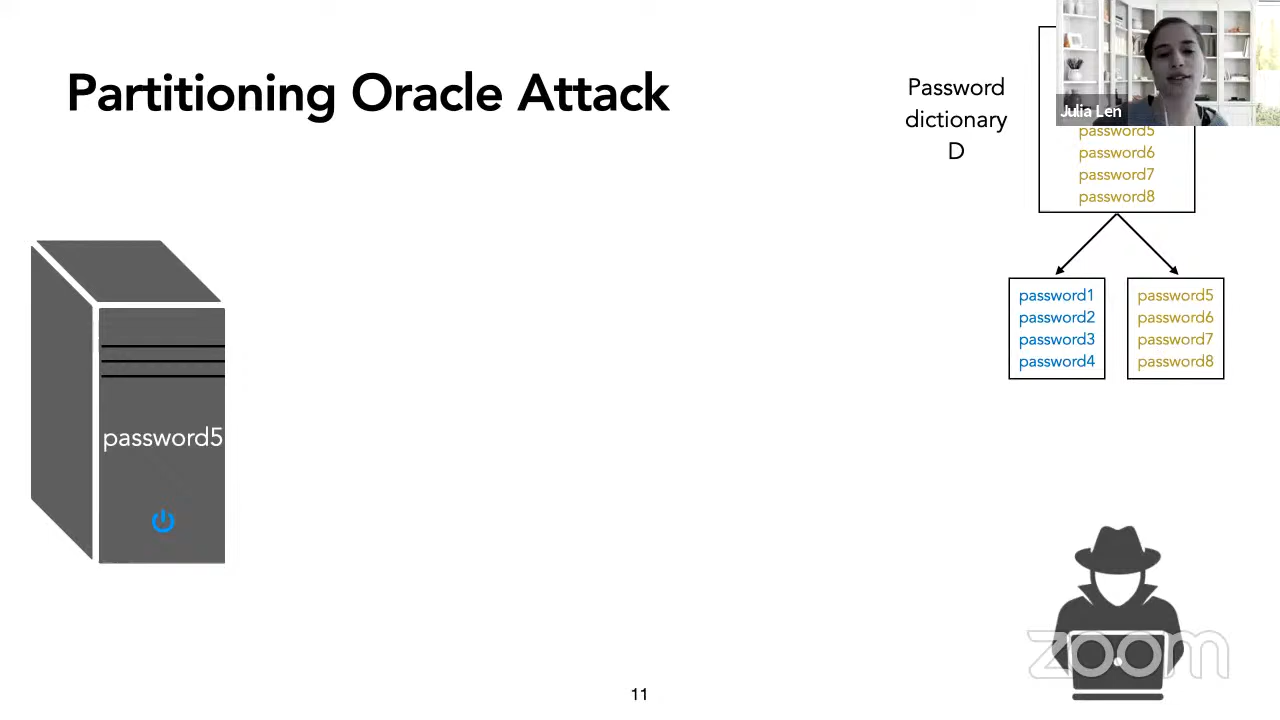 Partitioning Oracle Attack
Password
dictionary
D
Julia Len
password5
password6
password7
password8
password1
password2
password3
password4
password5
password6
password7
password8
password5
zoom
11